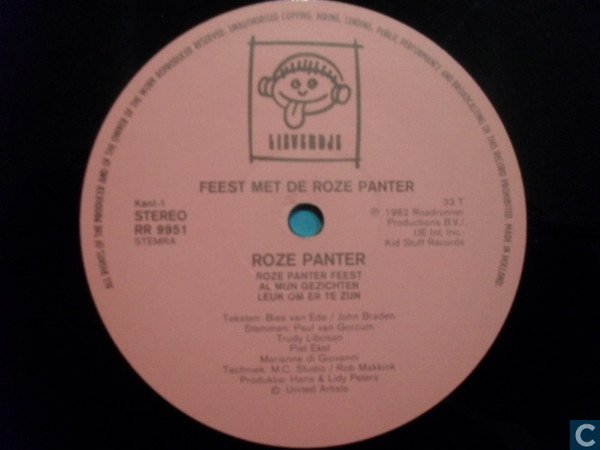 ALL RIGHTS OF THE PRODUCER AND OF THE OWNER OF THE WORK REPRODUCED RESERVED. UNAUTHORISED COPYING, HIRING, LENDING, PUBLIC PERFORMANCE AND BROADCASTING OF THIS RECORD PROHIBITED. MADE IN HOLLAND.
FEEST MET DE ROZE PANTER
Kant-1
STEREO
RR 9951
STEMRA
33 T
℗ 1982 Roadrunner
Productions B.V./
IJE Int. Inc./
Kid Stuff Records
ROZE PANTER
ROZE PANTER FEEST
AL MIJN GEZICHTEN
LEUK OM ER TE ZIJN
Teksten: Bies van Ede / John Braden
Stemmen: Paul van Gorcum
Trudy Libosan
Piet Ekel
Marianne di Giovanni
Techniek: M.C. Studio / Rob Makkink
Produktie: Hans & Lidy Peters
©. United Artists
C